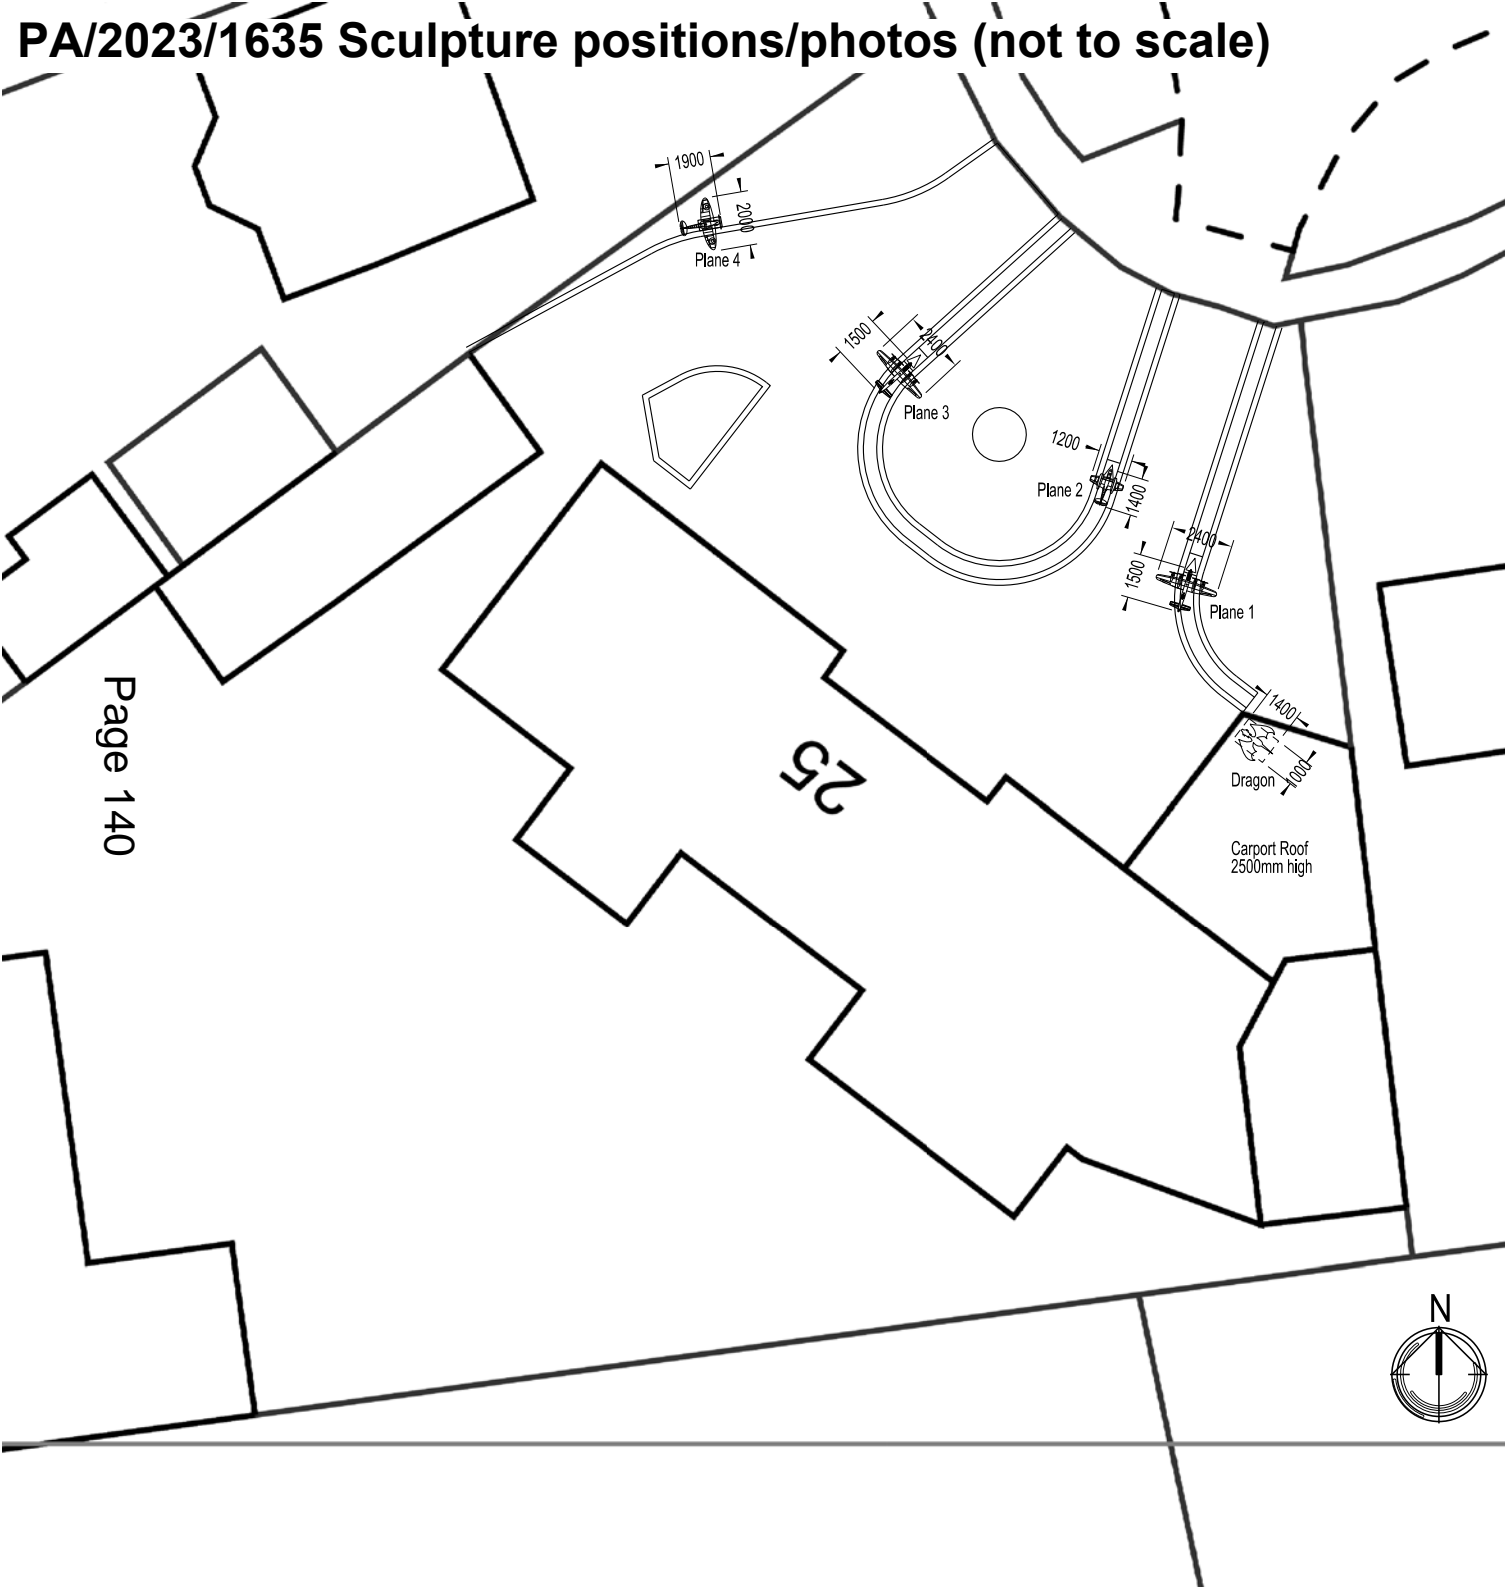 PA/2023/1635 Sculpture positions/photos (not to scale)
1900
2000
Plane 4
1500
2400
Plane 3
1200
Plane 2
1400
2400
1500
Plane 1
1400
1000
Dragon
Carport Roof
2500mm high
25
Page 140
N